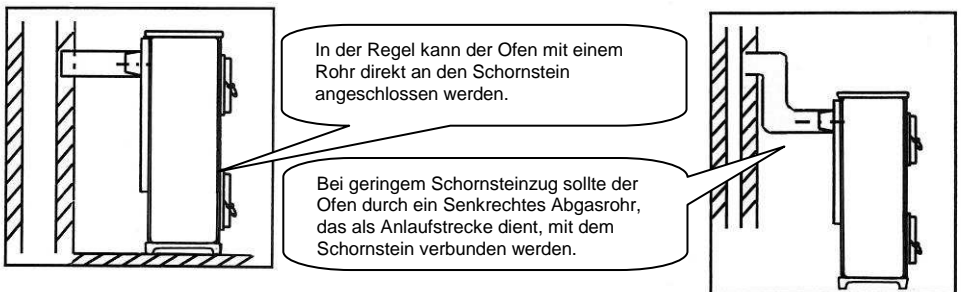 In der Regel kann der Ofen mit einem
Rohr direkt an den Schornstein
angeschlossen werden.
Bei geringem Schornsteinzug sollte der
Ofen durch ein Senkrechtes Abgasrohr,
das als Anlaufstrecke dient, mit dem
Schornstein verbunden werden.